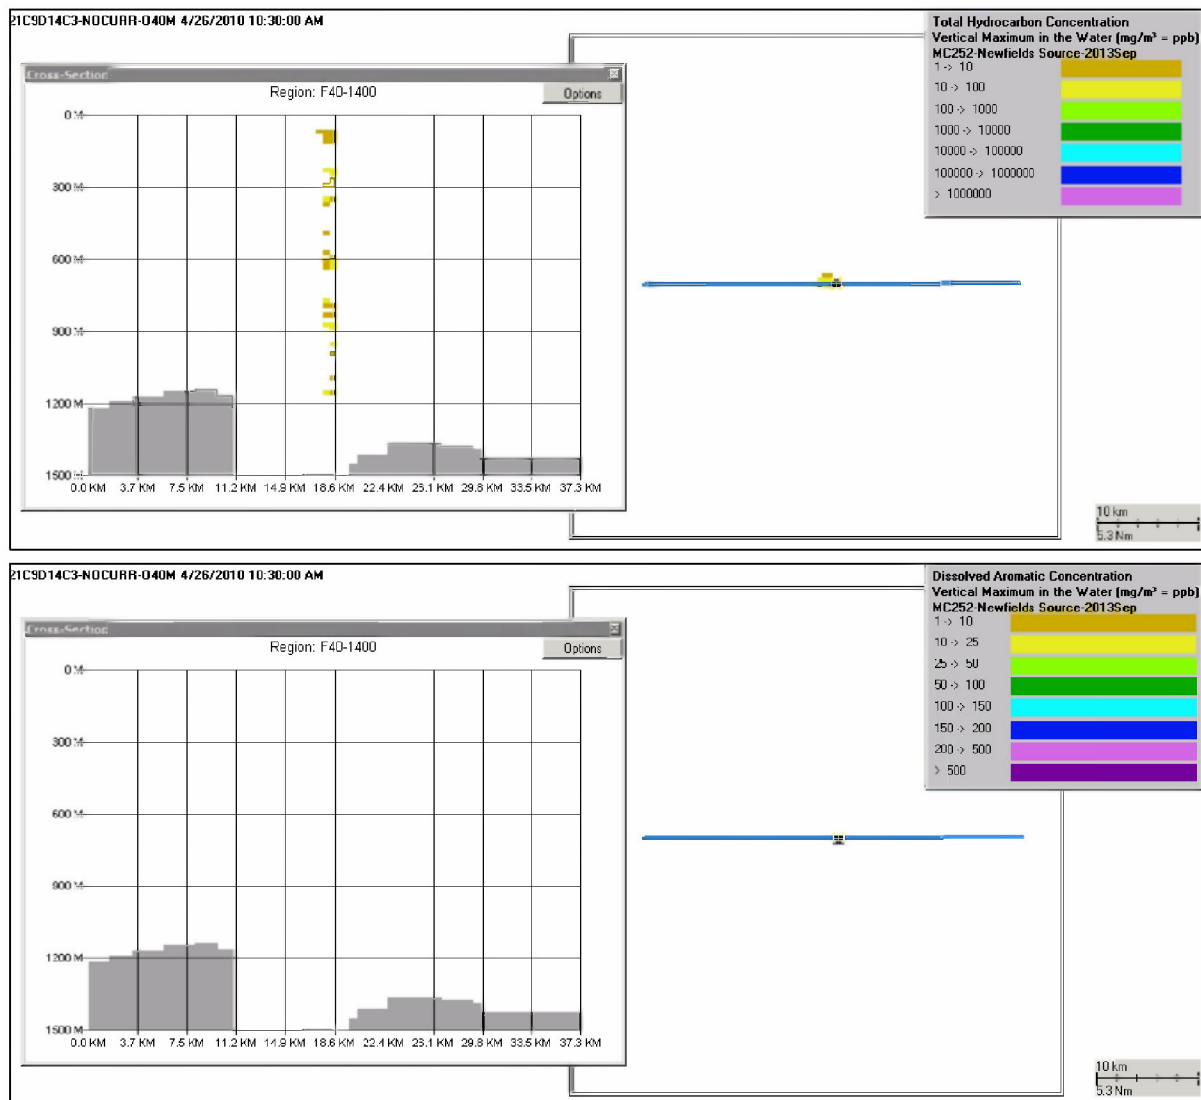 21C9D14C3-NOCURR-O40M 4/26/2010 10:30:00 AM
Cross-Section
Region: F40-1400
Options
0 M
300 M
600 M
900 M
1200 M
1500 M
0.0 KM 3.7 KM 7.5 KM 11.2 KM 14.9 KM 18.6 KM 22.4 KM 26.1 KM 29.8 KM 33.5 KM 37.3 KM
Total Hydrocarbon Concentration
Vertical Maximum in the Water (mg/m³ = ppb)
MC252-Newfields Source-2013Sep
1 -> 10
10 -> 100
100 -> 1000
1000 -> 10000
10000 -> 100000
100000 -> 1000000
> 1000000
10 km
5.3 Nm
21C9D14C3-NOCURR-O40M 4/26/2010 10:30:00 AM
Cross-Section
Region: F40-1400
Options
0 M
300 M
600 M
900 M
1200 M
1500 M
0.0 KM 3.7 KM 7.5 KM 11.2 KM 14.9 KM 18.6 KM 22.4 KM 26.1 KM 29.8 KM 33.5 KM 37.3 KM
Dissolved Aromatic Concentration
Vertical Maximum in the Water (mg/m³ = ppb)
MC252-Newfields Source-2013Sep
1 -> 10
10 -> 25
25 -> 50
50 -> 100
100 -> 150
150 -> 200
200 -> 500
> 500
10 km
5.3 Nm